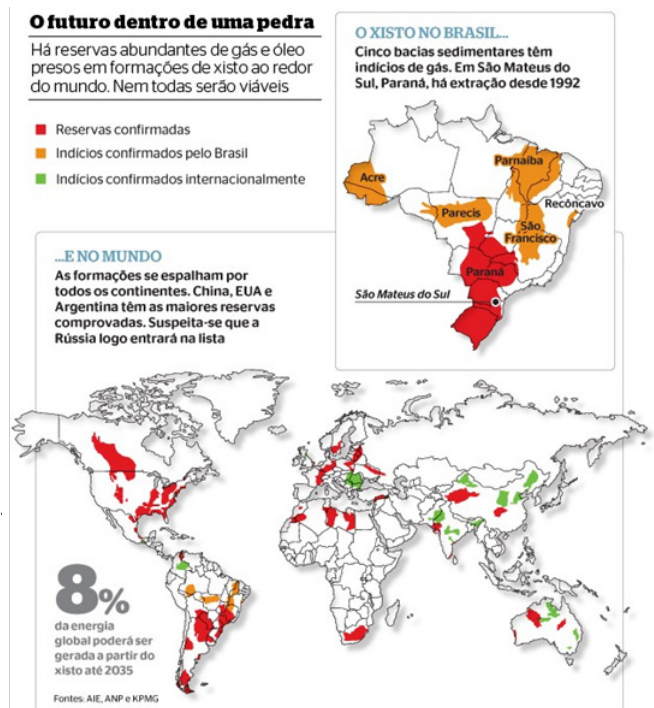 O futuro dentro de uma pedra
Há reservas abundantes de gás e óleo
presos em formações de xisto ao redor
do mundo. Nem todas serão viáveis
Reservas confirmadas
Indícios confirmados pelo Brasil
Indícios confirmados internacionalmente
O XISTO NO BRASIL...
Cinco bacias sedimentares têm
indícios de gás. Em São Mateus do
Sul, Paraná, há extração desde 1992
Parnaíba
Acre
Recôncavo
Parecis
São
Francisco
Paraná
São Mateus do Sul
...E NO MUNDO
As formações se espalham por
todos os continentes. China, EUA e
Argentina têm as maiores reservas
comprovadas. Suspeita-se que a
Rússia logo entrará na lista
8%
da energia
global poderá ser
gerada a partir do
xisto até 2035
Fontes: AIE, ANP e KPMG